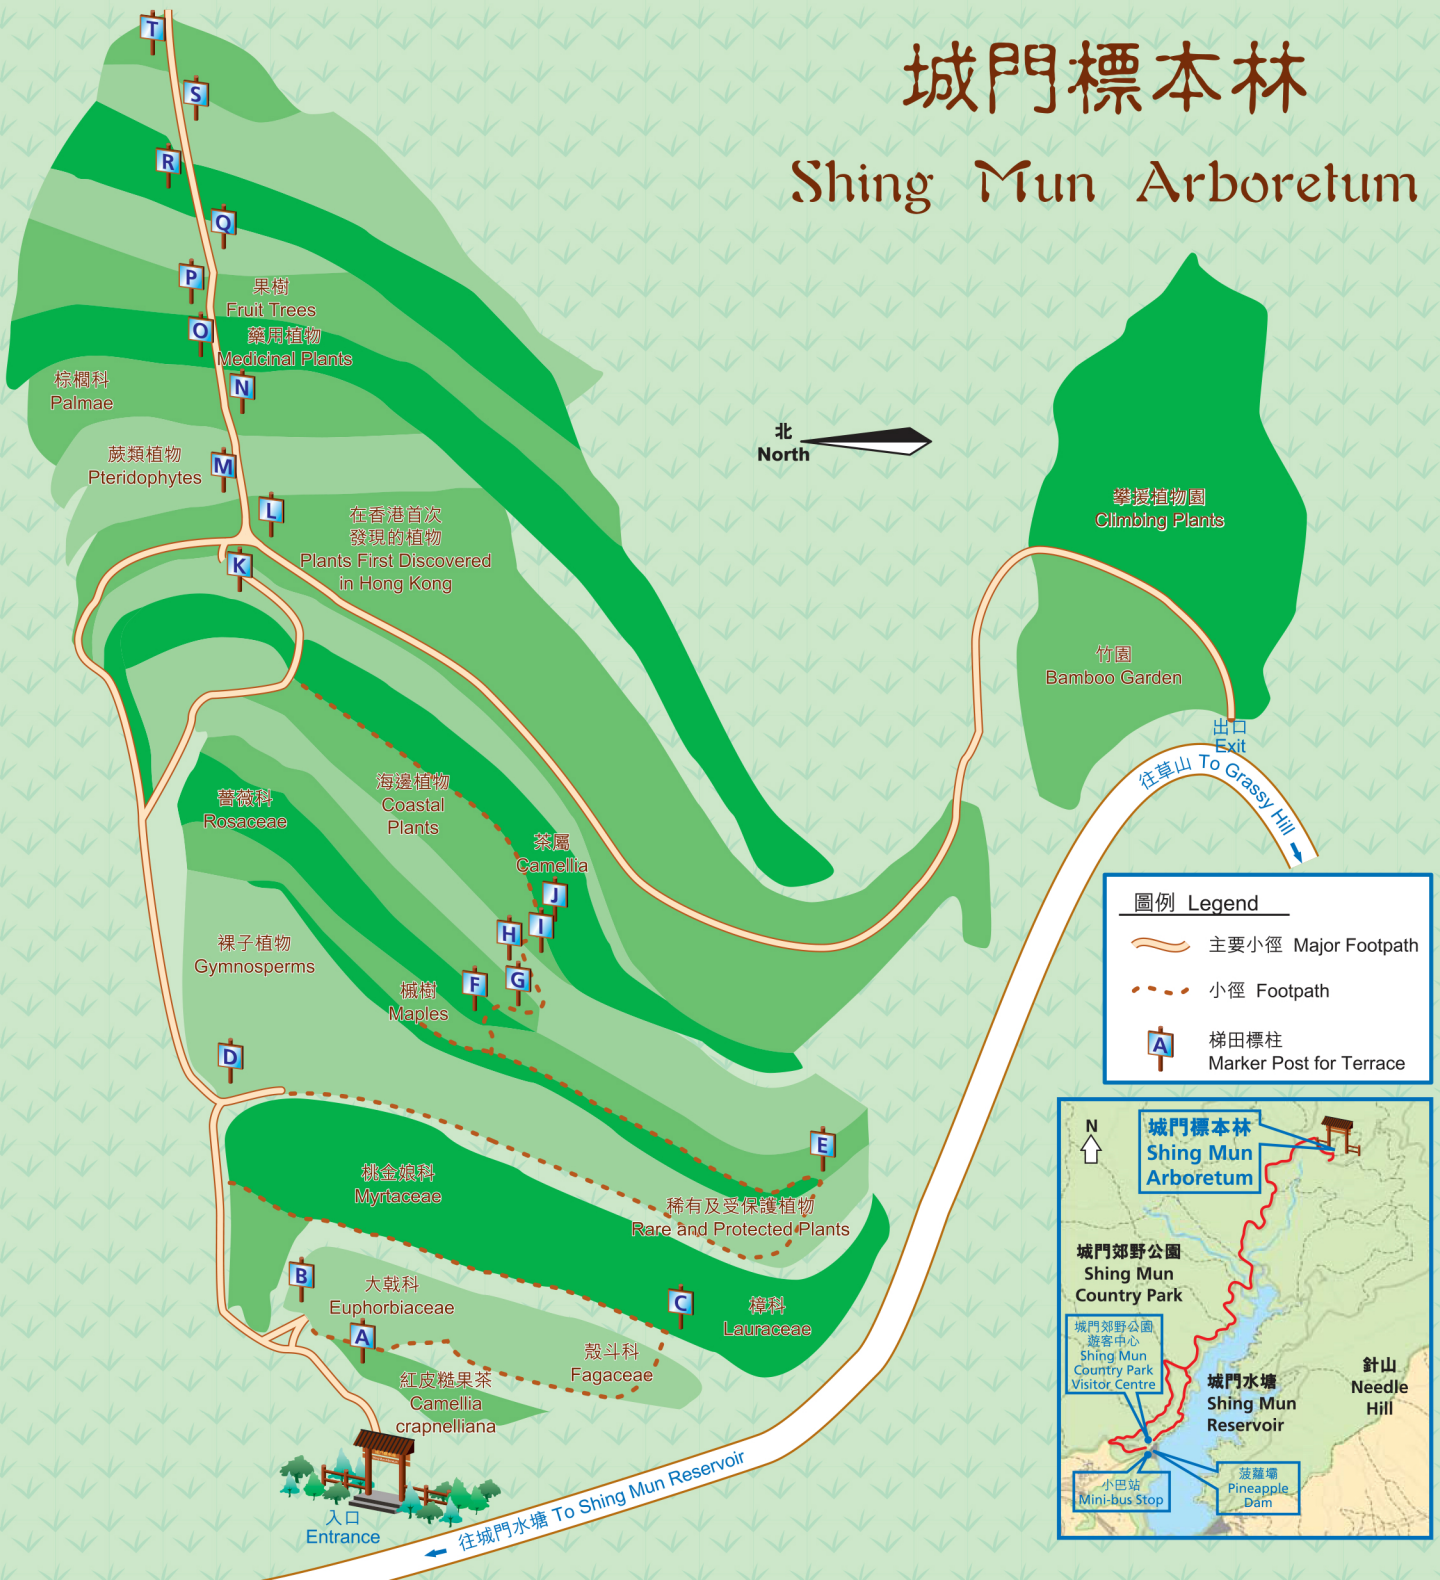 城門標本林
Shing Mun Arboretum
T
S
R
Q
P
果樹
Fruit Trees
O
藥用植物
Medicinal Plants
棕櫚科
Palmae
N
蕨類植物
Pteridophytes
M
L
在香港首次
發現的植物
Plants First Discovered
in Hong Kong
K
北
North
攀援植物園
Climbing Plants
竹園
Bamboo Garden
出口
Exit
往草山 To Grassy Hill
薔薇科
Rosaceae
海邊植物
Coastal
Plants
茶屬
Camellia
J
I
H
G
F
裸子植物
Gymnosperms
槭樹
Maples
D
E
稀有及受保護植物
Rare and Protected Plants
桃金娘科
Myrtaceae
B
大戟科
Euphorbiaceae
A
C
樟科
Lauraceae
殼斗科
Fagaceae
紅皮糙果茶
Camellia
crapnelliana
入口
Entrance
往城門水塘 To Shing Mun Reservoir
圖例 Legend
主要小徑 Major Footpath
小徑 Footpath
A
梯田標柱
Marker Post for Terrace
N
城門標本林
Shing Mun
Arboretum
城門郊野公園
Shing Mun
Country Park
城門郊野公園
遊客中心
Shing Mun
Country Park
Visitor Centre
城門水塘
Shing Mun
Reservoir
針山
Needle
Hill
小巴站
Mini-bus Stop
菠蘿壩
Pineapple
Dam